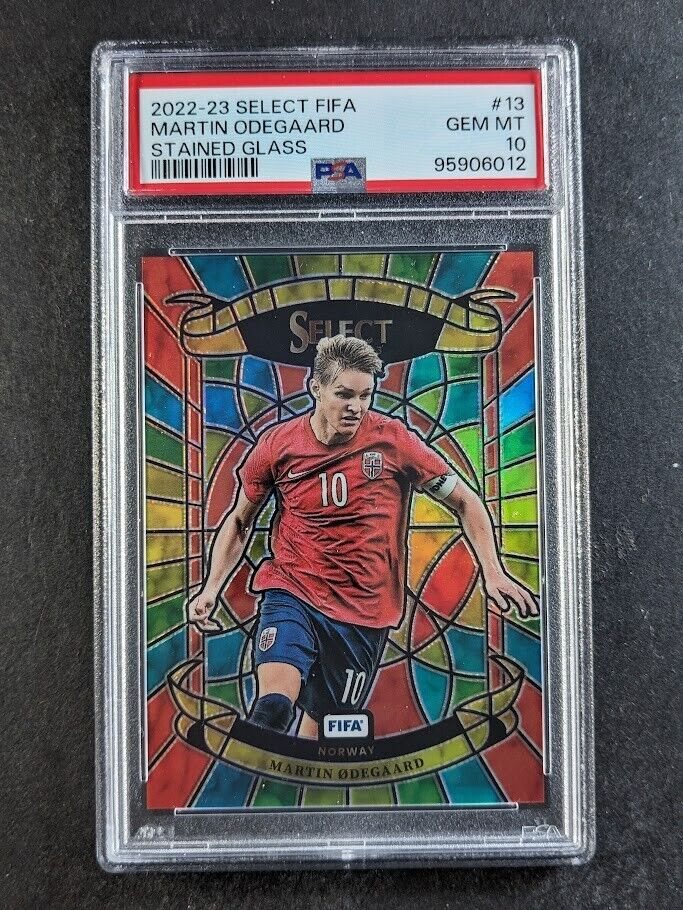 2022-23 SELECT FIFA #13
MARTIN ODEGAARD GEM MT
STAINED GLASS 10
PSA 95906012
SELECT
10
10
FIFA
NORWAY
MARTIN ØDEGAARD